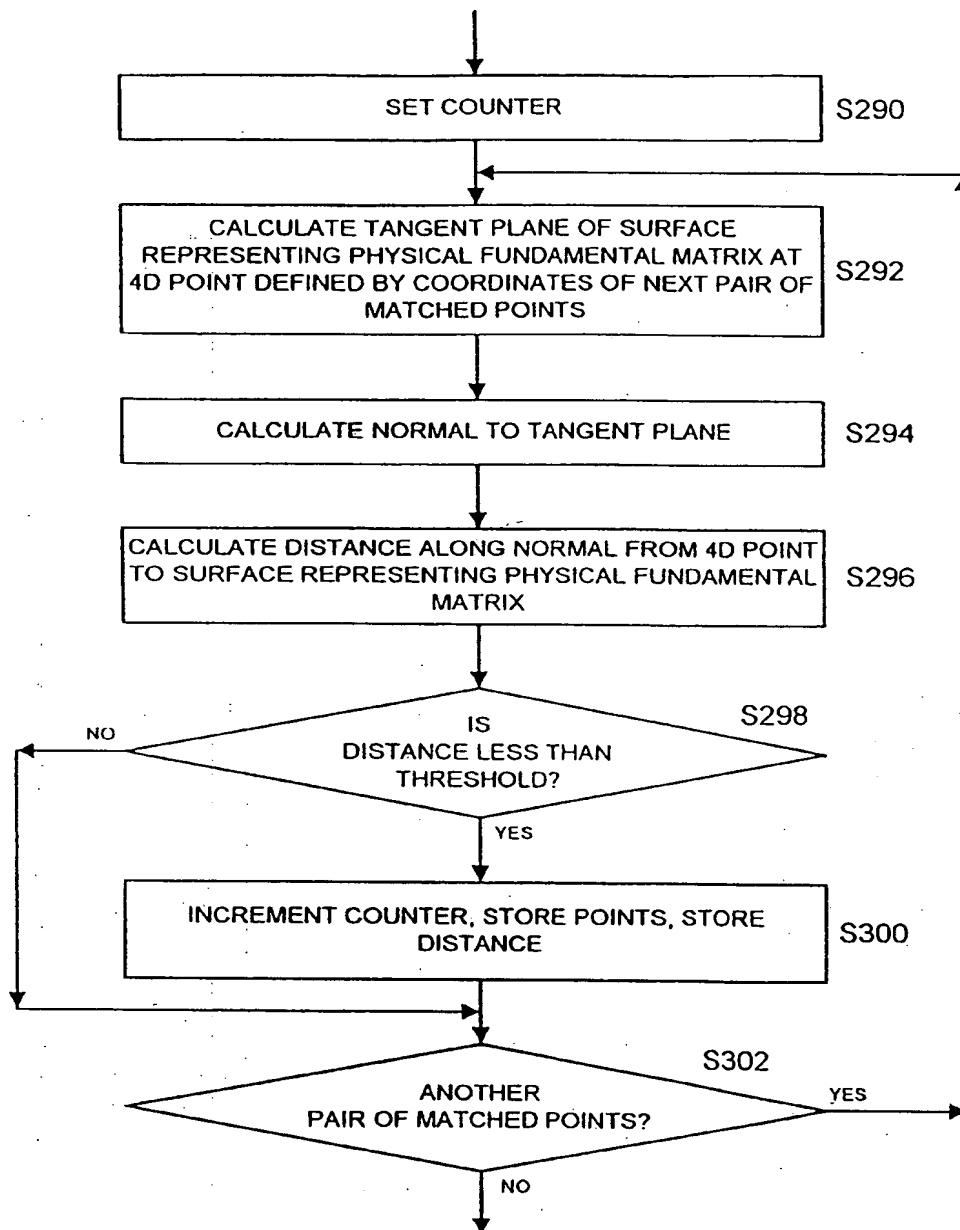 SET COUNTER
S290
CALCULATE TANGENT PLANE OF SURFACE
REPRESENTING PHYSICAL FUNDAMENTAL MATRIX AT
4D POINT DEFINED BY COORDINATES OF NEXT PAIR OF
MATCHED POINTS
S292
CALCULATE NORMAL TO TANGENT PLANE
S294
CALCULATE DISTANCE ALONG NORMAL FROM 4D POINT
TO SURFACE REPRESENTING PHYSICAL FUNDAMENTAL
MATRIX
S296
S298
NO
IS
DISTANCE LESS THAN
THRESHOLD?
YES
INCREMENT COUNTER, STORE POINTS, STORE
DISTANCE
S300
S302
ANOTHER
PAIR OF MATCHED POINTS?
YES
NO